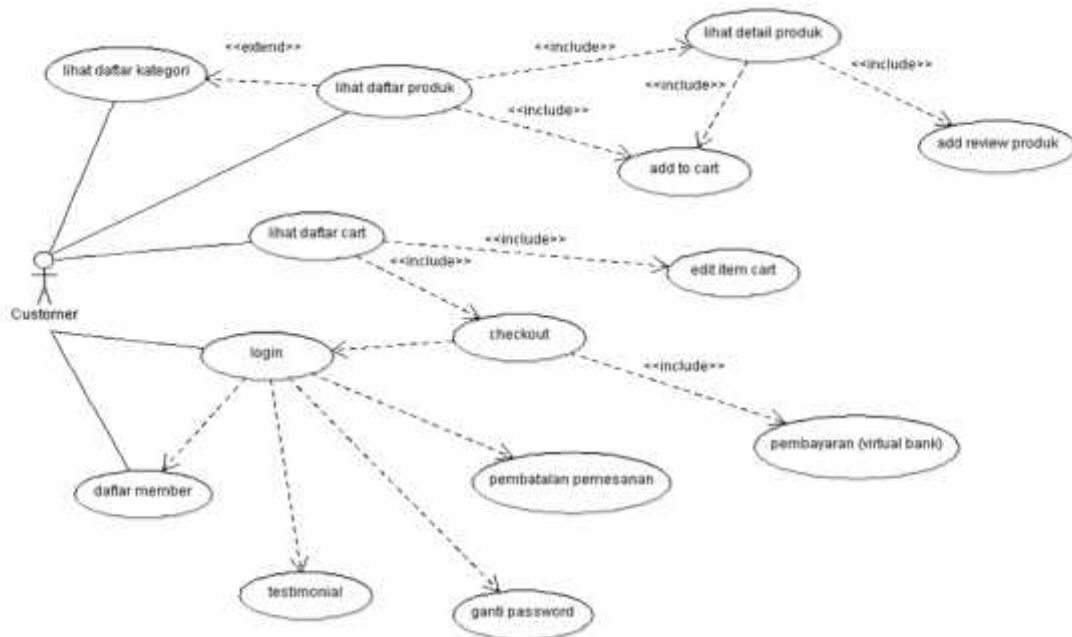 lihat detail produk
<<extend>>
<<include>>
lihat daftar kategori
lihat daftar produk
<<include>>
<<include>>
<<include>>
add review produk
add to cart
lihat daftar cart
<<include>>
<<include>>
edit item cart
Customer
checkout
login
<<include>>
pembayaran (virtual bank)
daftar member
pembatalan pemesanan
testimonial
ganti password